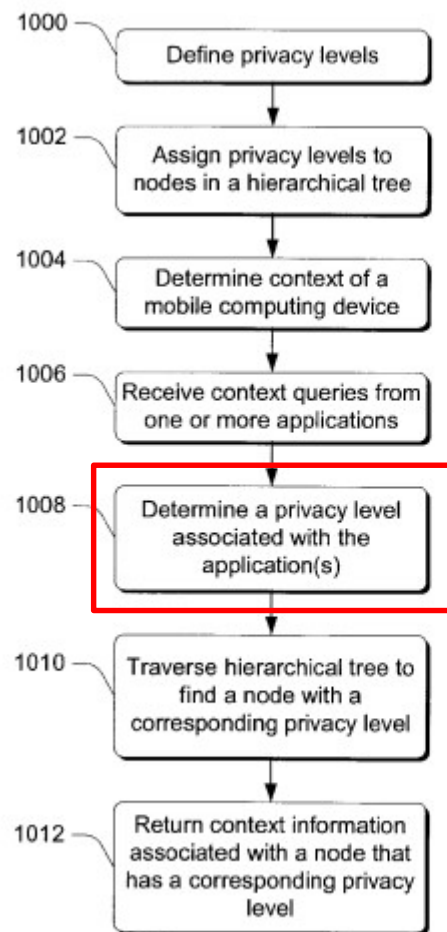 1000
Define privacy levels
1002
Assign privacy levels to
nodes in a hierarchical tree
1004
Determine context of a
mobile computing device
1006
Receive context queries from
one or more applications
1008
Determine a privacy level
associated with the
application(s)
1010
Traverse hierarchical tree to
find a node with a
corresponding privacy level
1012
Return context information
associated with a node that
has a corresponding privacy
level